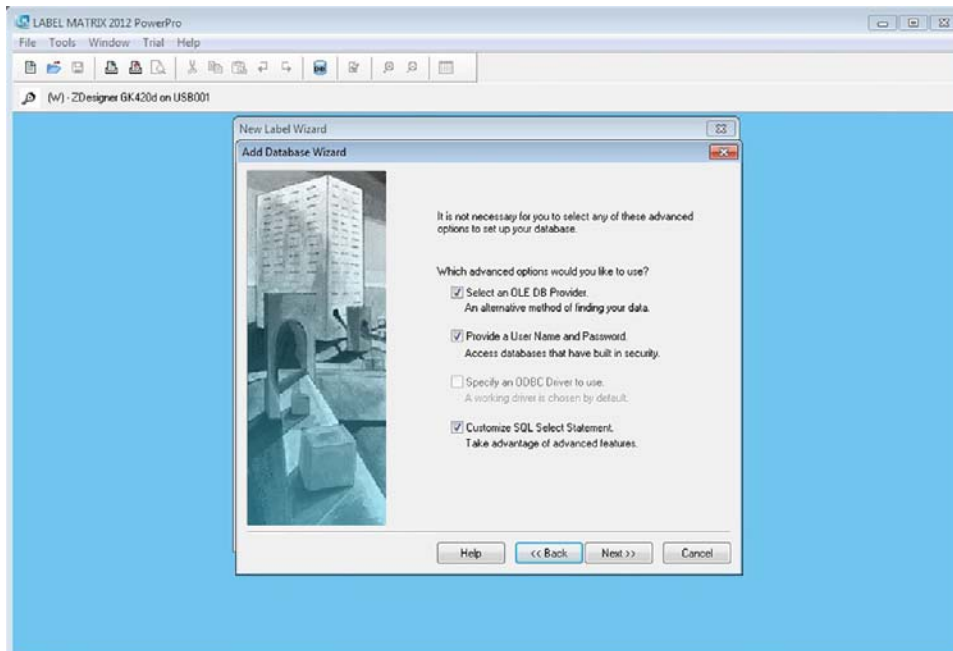 LABEL MATRIX 2012 PowerPro
File Tools Window Trial Help
(W) - ZDesigner GK420d on USB001
New Label Wizard
Add Database Wizard
It is not necessary for you to select any of these advanced
options to set up your database.
Which advanced options would you like to use?
Select an OLE DB Provider.
An alternative method of finding your data.
Provide a User Name and Password.
Access databases that have built in security.
Specify an ODBC Driver to use.
A working driver is chosen by default.
Customize SQL Select Statement.
Take advantage of advanced features.
Help << Back Next >> Cancel